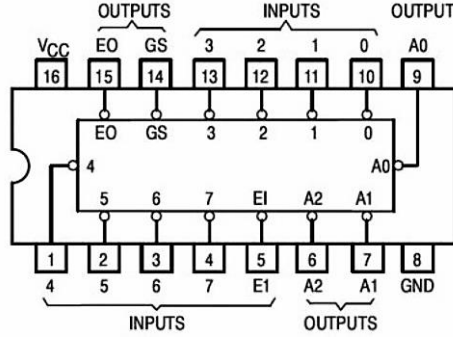 OUTPUTS INPUTS OUTPUT
VCC EO GS 3 2 1 0 A0
16 15 14 13 12 11 10 9
EO GS 3 2 1 0
4 A0
5 6 7 EI A2 A1
1 2 3 4 5 6 7 8
4 5 6 7 E1 A2 A1 GND
INPUTS OUTPUTS